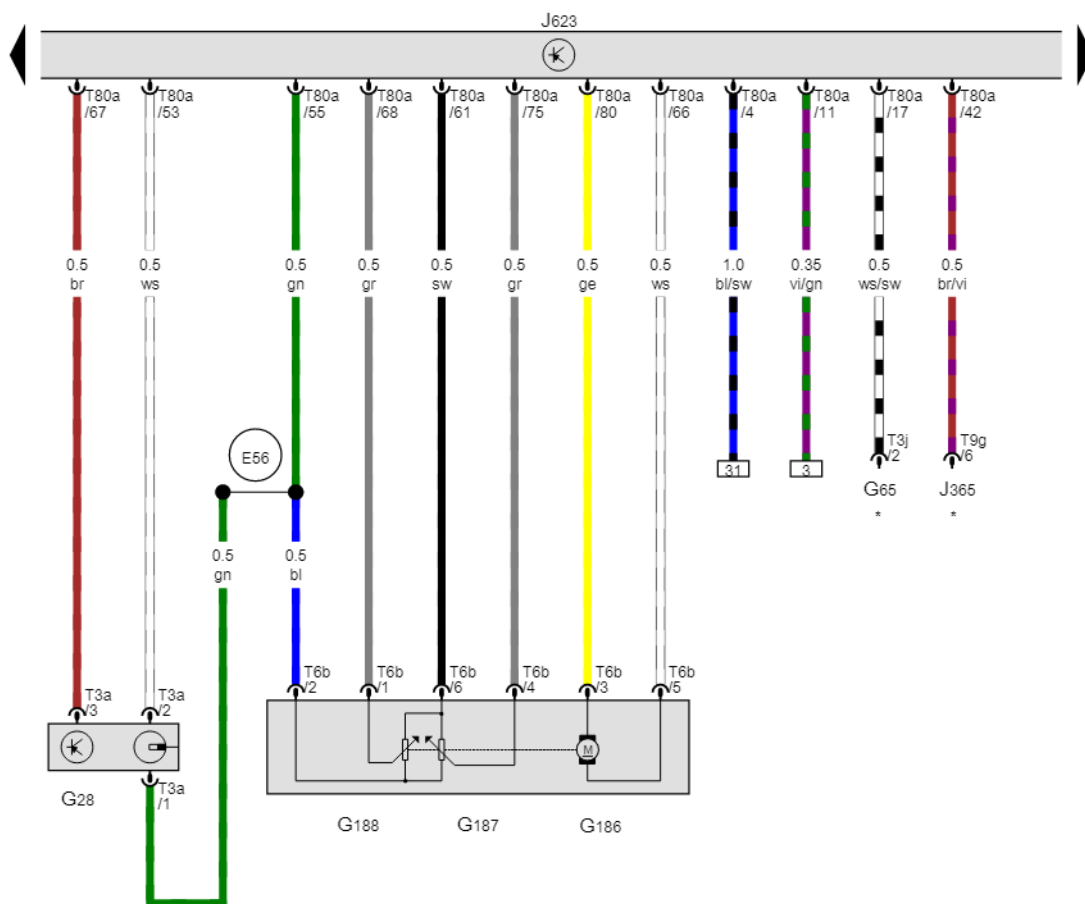 J623
T80a T80a T80a T80a T80a T80a T80a T80a T80a T80a T80a T80a
/67 /53 /55 /68 /61 /75 /80 /66 /4 /11 /17 /42
0.5 0.5 0.5 0.5 0.5 0.5 0.5 0.5 1.0 0.35 0.5 0.5
br ws gn gr sw gr ge ws bl/sw vi/gn ws/sw br/vi
T3j T9g
/2 /6
E56
31 3
G65 J365
* *
0.5 0.5
gn bl
T6b T6b T6b T6b T6b T6b
/2 /1 /6 /4 /3 /5
T3a T3a
/3 /2
M
T3a
/1
G28
G188 G187 G186